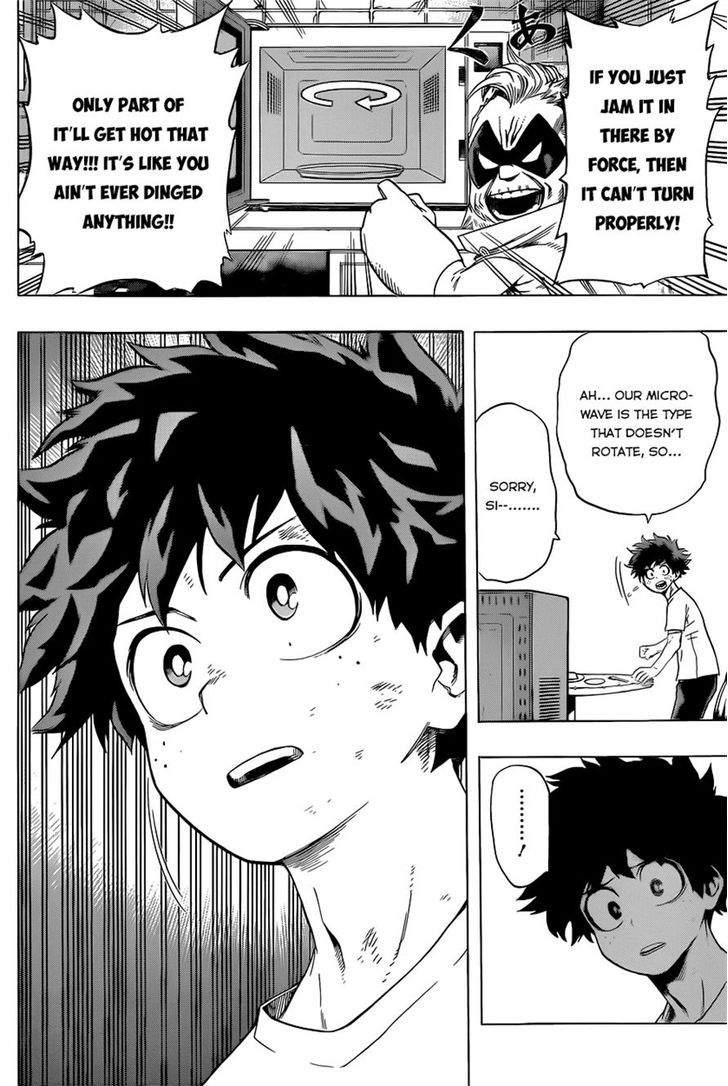 IF YOU JUST
JAM IT IN
THERE BY
FORCE, THEN
IT CAN'T TURN
PROPERLY!
くあ
ONLY PART OF
IT'LL GET HOT THAT
WAY!!! IT'S LIKE YOU
AIN'T EVER DINGED
ANYTHING!!
AH... OUR MICRO-
WAVE IS THE TYPE
THAT DOESN'T
ROTATE, SO...
SORRY,
SI--.......
........!